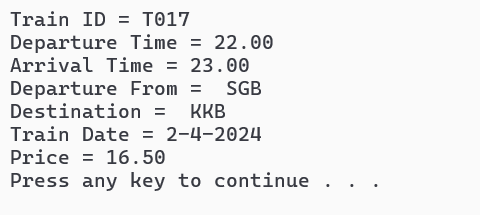 Train ID = T017
Departure Time = 22.00
Arrival Time = 23.00
Departure From =  SGB
Destination =  KKB
Train Date = 2-4-2024
Price = 16.50
Press any key to continue . . .